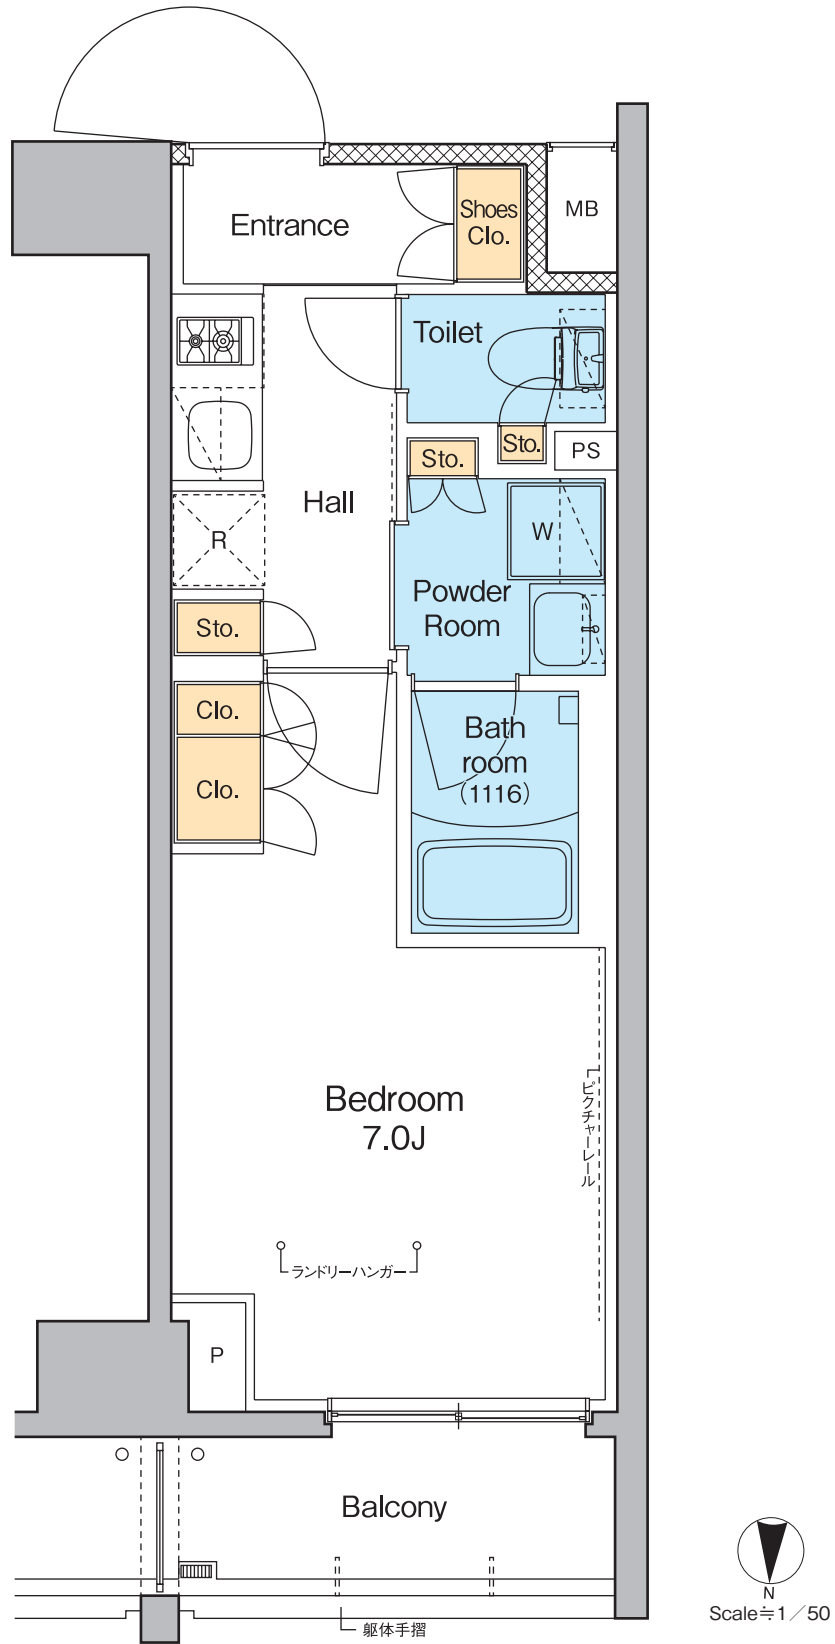 Entrance
Shoes
Clo.
MB
Toilet
Sto.
Sto.
PS
Hall
R
W
Powder
Room
Sto.
Clo.
Clo.
Bath
room
(1116)
Bedroom
7.0J
ピクチャーレール
ランドリーハンガー
P
Balcony
躯体手摺
N
Scale≒1／50